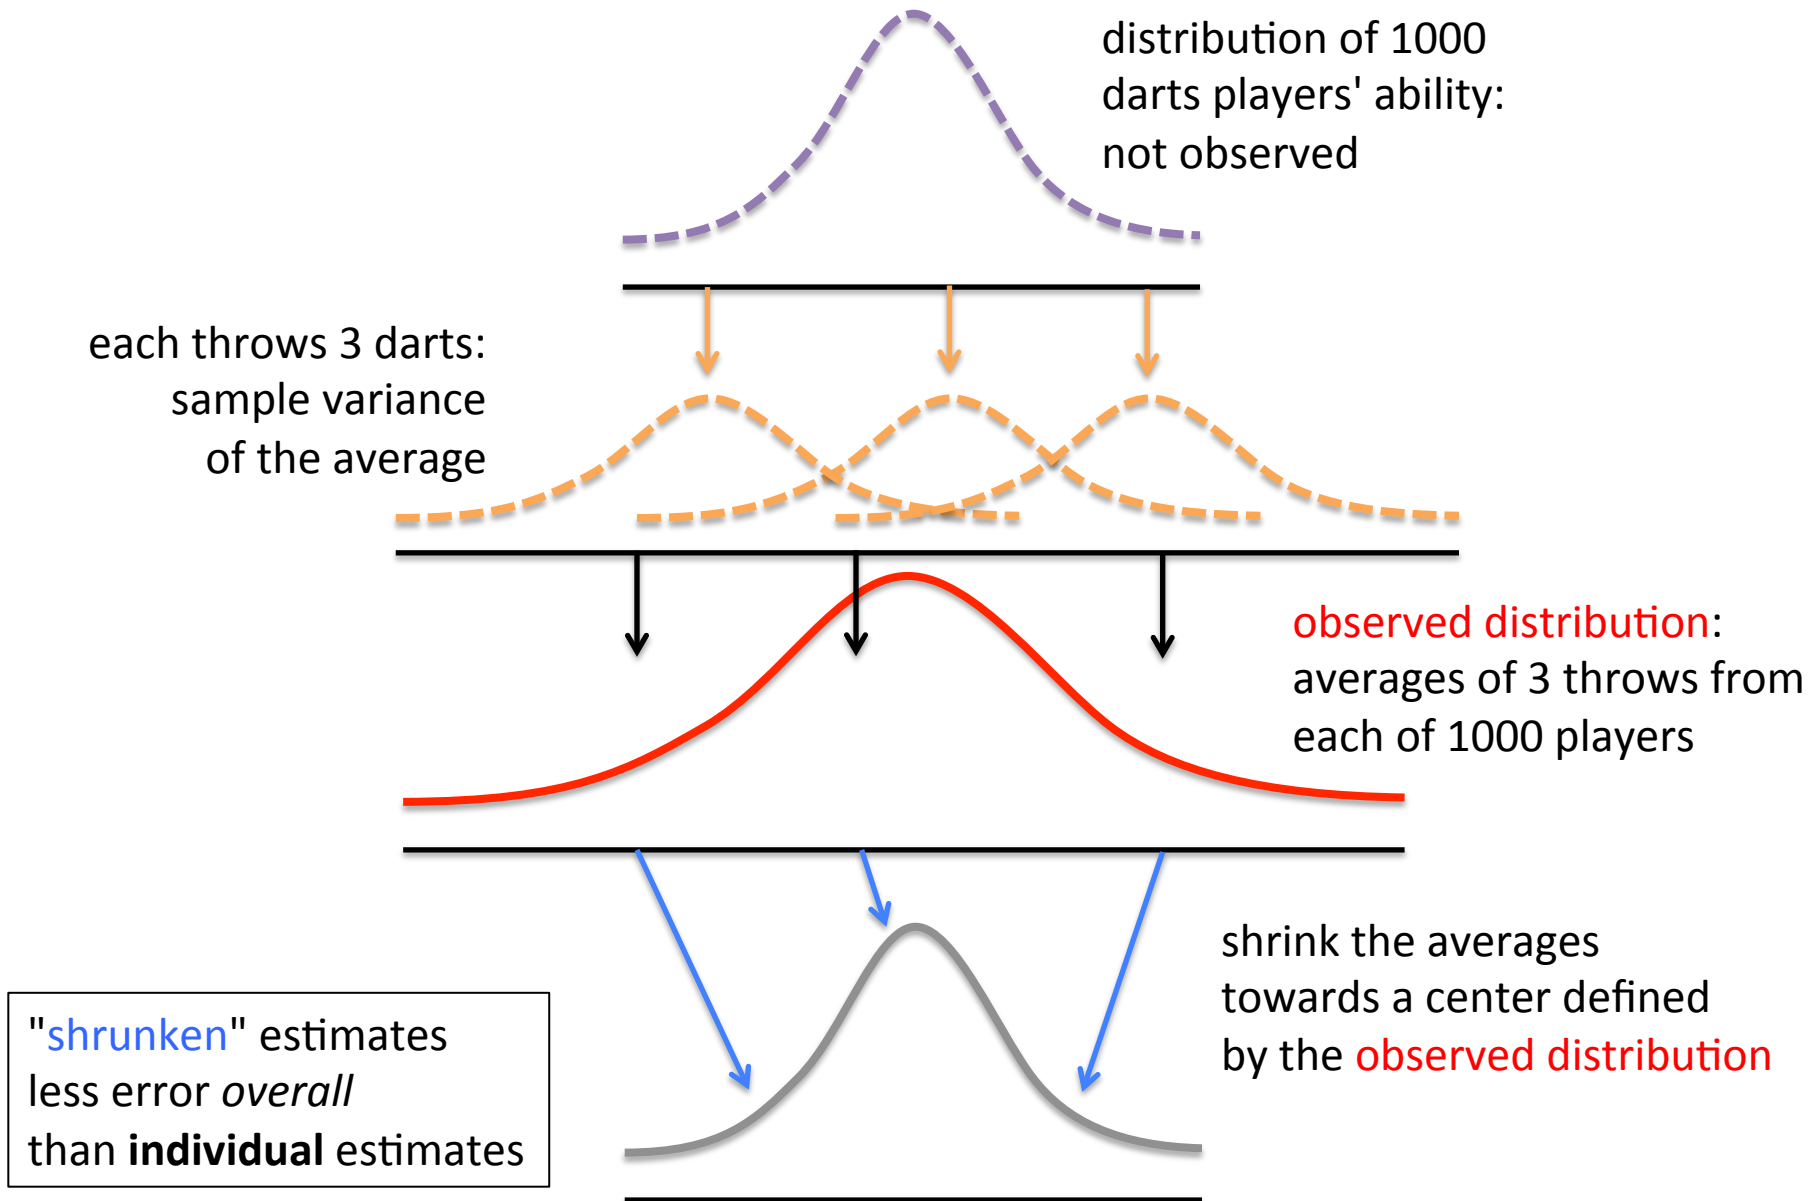 distribution of 1000
darts players' ability:
not observed
each throws 3 darts:
sample variance
of the average
observed distribution:
averages of 3 throws from
each of 1000 players
shrink the averages
towards a center defined
by the observed distribution
"shrunken" estimates
less error overall
than individual estimates